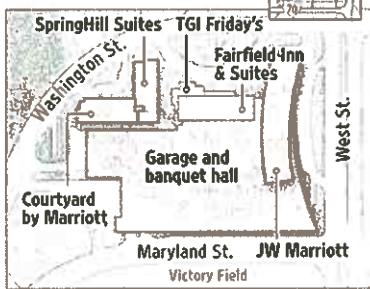 70
SpringHill Suites
TGI Friday's
Washington St.
Fairfield Inn
& Suites
West St.
Garage and
banquet hall
Courtyard
by Marriott
Maryland St.
JW Marriott
Victory Field